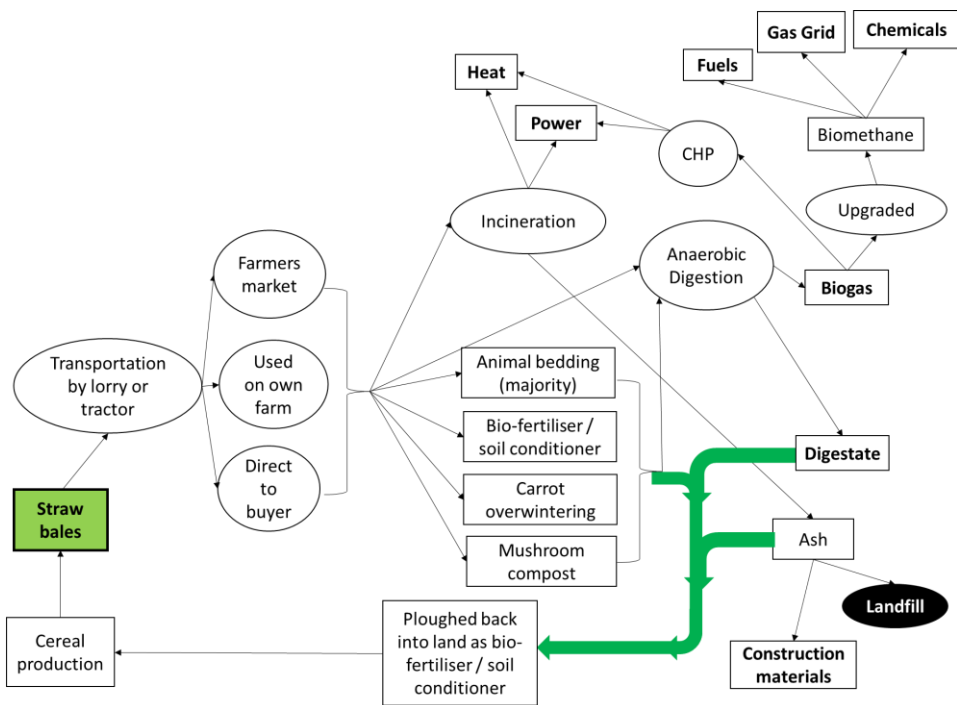 Gas Grid
Chemicals
Heat
Fuels
Power
Biomethane
CHP
Incineration
Upgraded
Farmers
market
Anaerobic
Digestion
Biogas
Transportation
by lorry or
tractor
Used
on own
farm
Animal bedding
(majority)
Bio-fertiliser /
soil conditioner
Digestate
Direct
to
buyer
Carrot
overwintering
Straw
bales
Mushroom
compost
Ash
Landfill
Cereal
production
Ploughed back
into land as bio-
fertiliser / soil
conditioner
Construction
materials